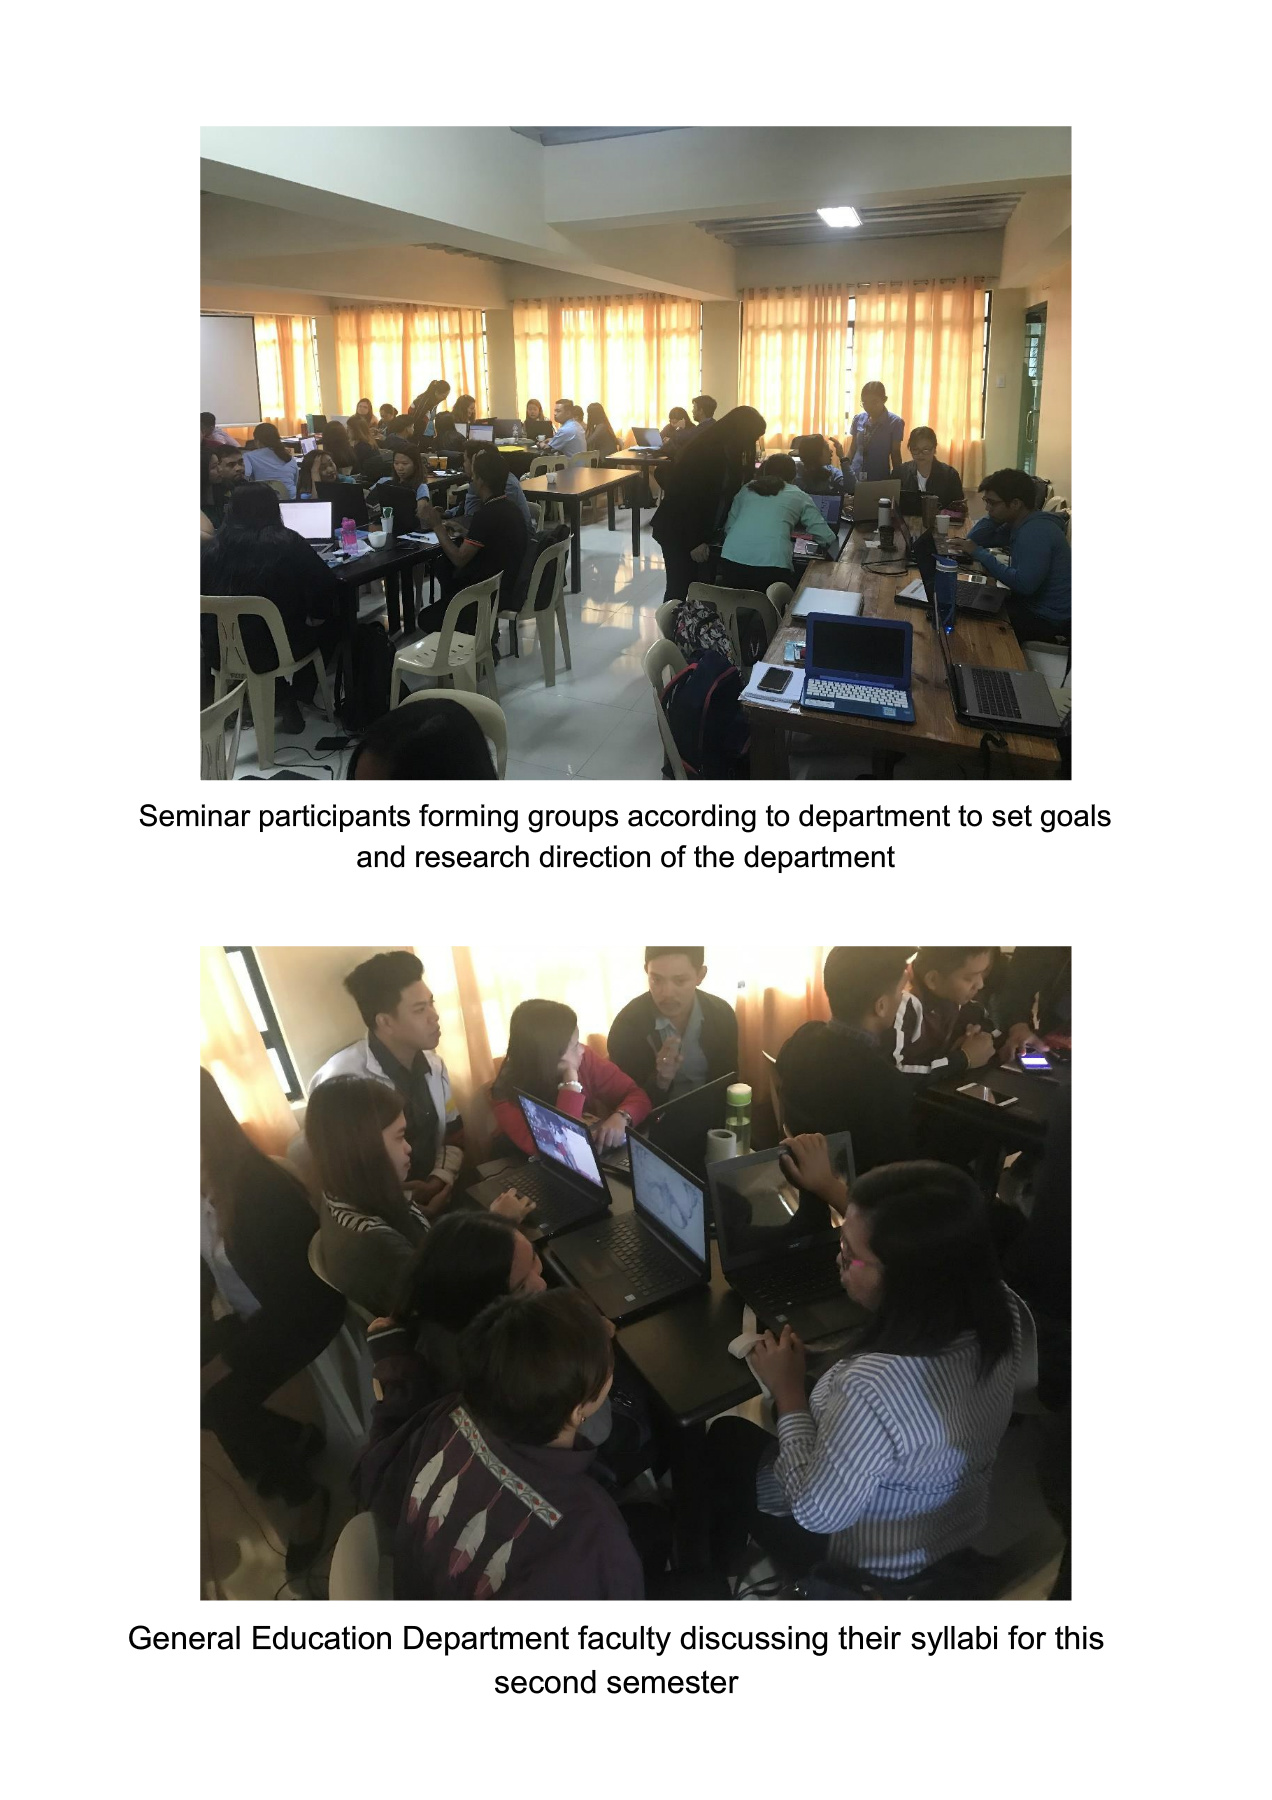 Seminar participants forming groups according to department to set goals
and research direction of the department
General Education Department faculty discussing their syllabi for this
second semester